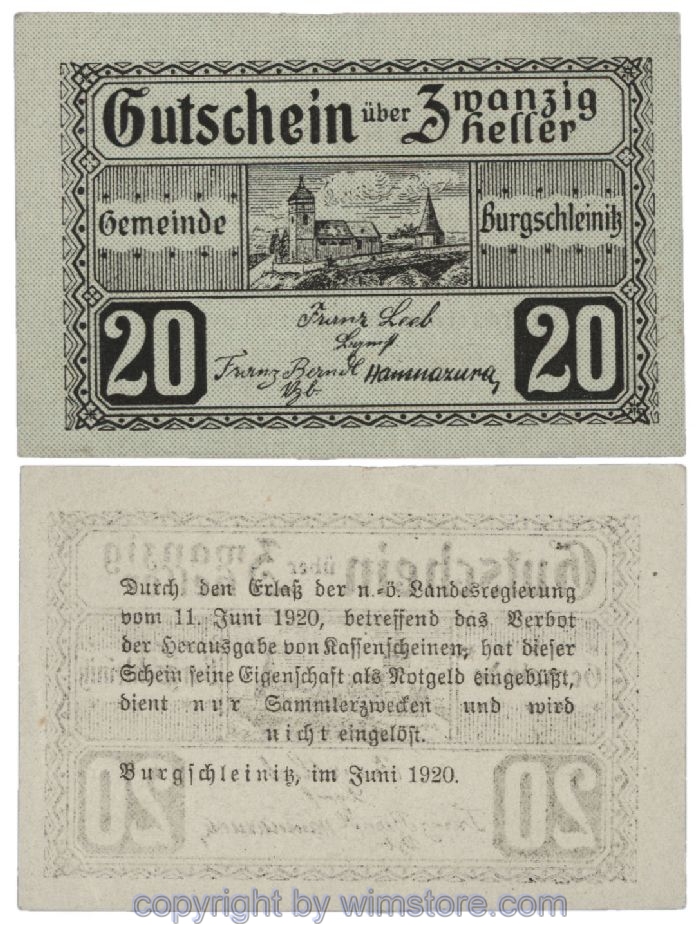 Gutschein über Zwanzig Heller
Gemeinde
Burgschleinitz
20
20
Franz Leeb
Bgmst
Franz Berndl
Vzb
Durch den Erlaß der n.-ö. Landesregierung
vom 11. Juni 1920, betreffend das Verbot
der Herausgabe von Kassenscheinen, hat dieser
Schein seine Eigenschaft als Notgeld eingebüßt,
dient nur Sammlerzwecken und wird
nicht eingelöst.
Burgschleinitz, im Juni 1920.
copyright by wimstore.com